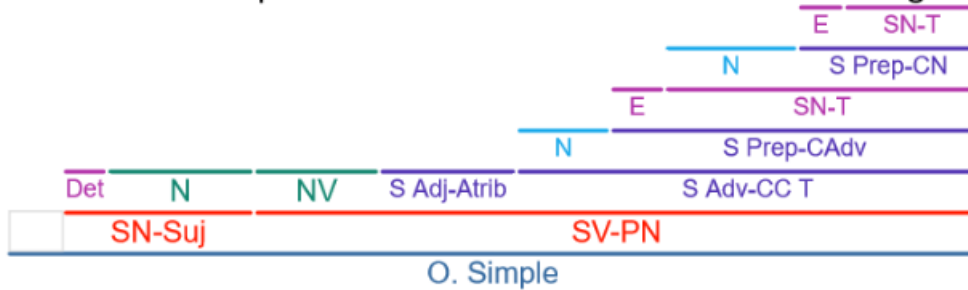 E SN-T
N S Prep-CN
E SN-T
N S Prep-CAdv
Det N NV S Adj-Atrib S Adv-CC T
SN-Suj SV-PN
O. Simple